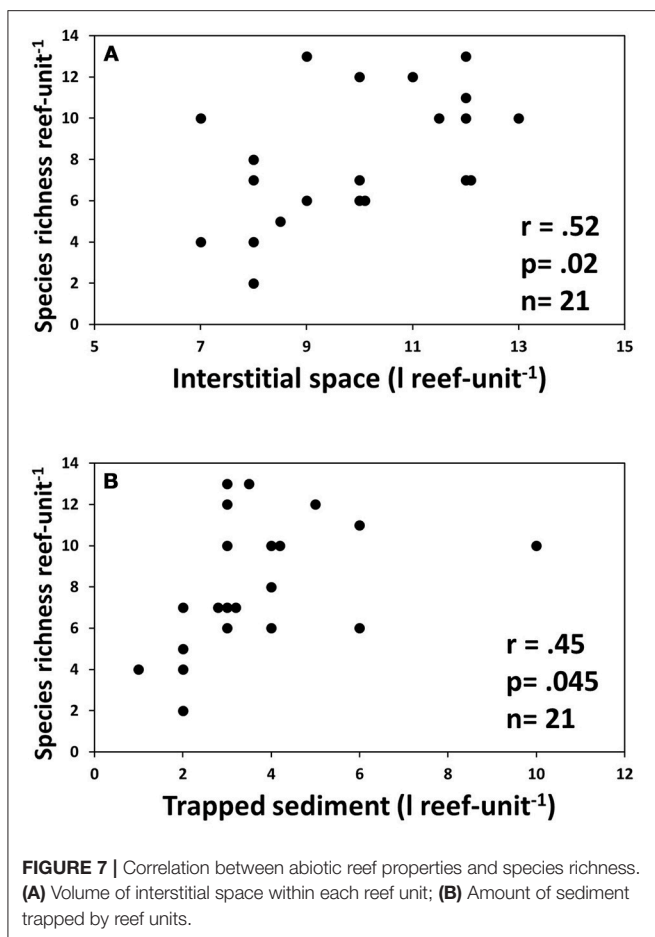 A
Species richness reef-unit⁻¹
14
12
10
8
6
4
2
0
5 7 9 11 13 15
r = .52
p= .02
n= 21
Interstitial space (l reef-unit⁻¹)
B
Species richness reef-unit⁻¹
14
12
10
8
6
4
2
0
0 2 4 6 8 10 12
r = .45
p= .045
n= 21
Trapped sediment (l reef-unit⁻¹)
FIGURE 7 | Correlation between abiotic reef properties and species richness.
(A) Volume of interstitial space within each reef unit; (B) Amount of sediment
trapped by reef units.